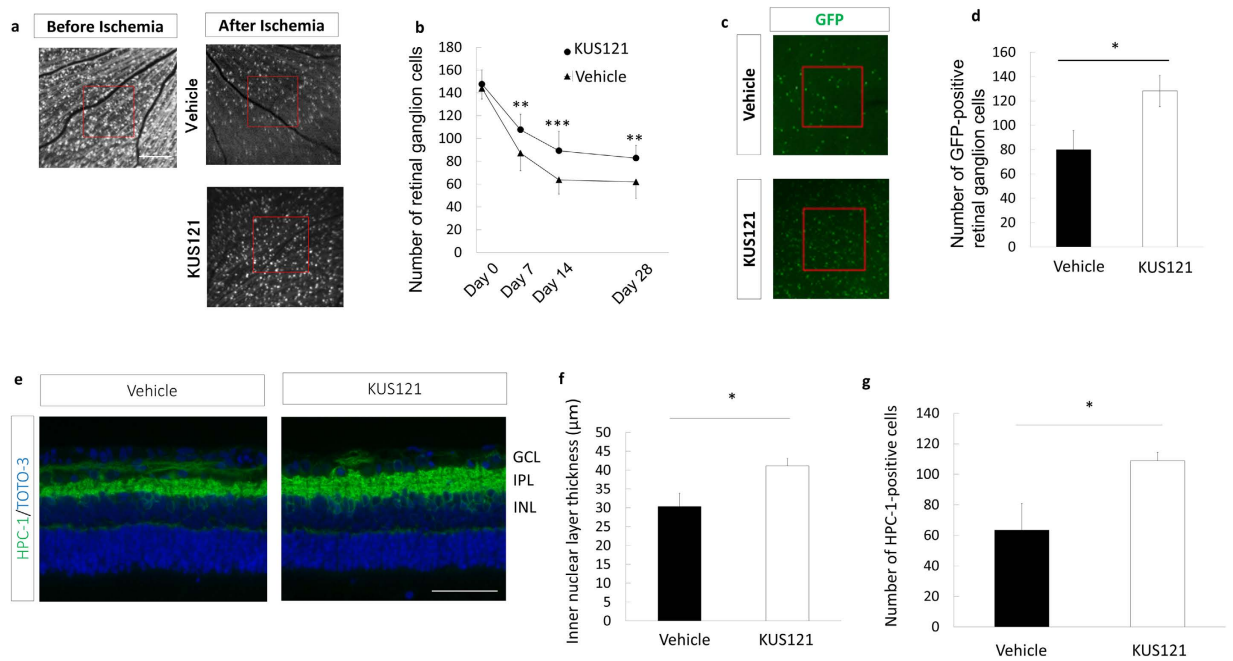 a
Before Ischemia
After Ischemia
Vehicle
KUS121
b
Number of retinal ganglion cells
180
160
140
120
100
80
60
40
20
0
KUS121
Vehicle
**
***
**
Day 0
Day 7
Day 14
Day 28
c
GFP
Vehicle
KUS121
d
Number of GFP-positive
retinal ganglion cells
160
140
120
100
80
60
40
20
0
*
Vehicle
KUS121
e
Vehicle
KUS121
HPC-1/TOTO-3
GCL
IPL
INL
f
Inner nuclear layer thickness (μm)
50
45
40
35
30
25
20
15
10
5
0
*
Vehicle
KUS121
g
Number of HPC-1-positive cells
140
120
100
80
60
40
20
0
*
Vehicle
KUS121